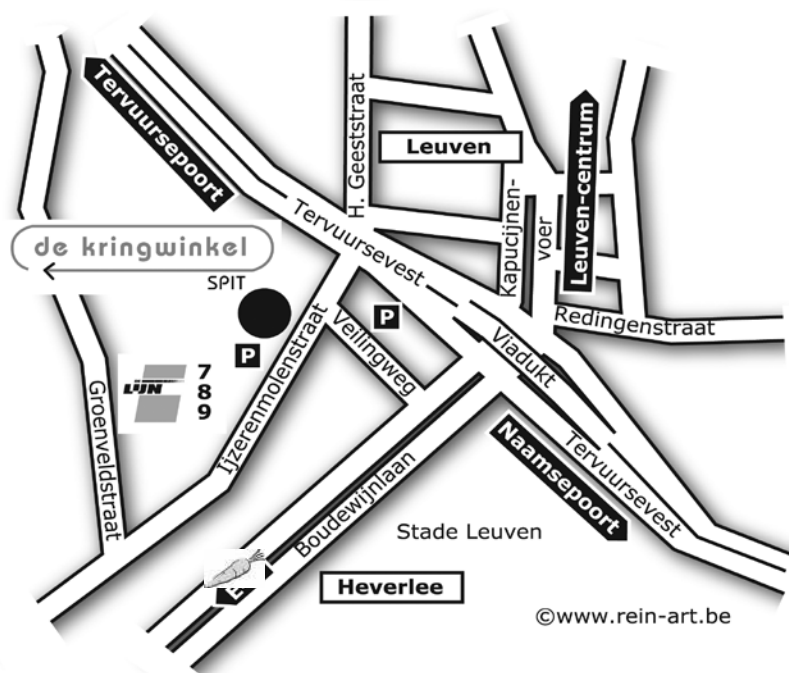 Tervuursepoort
H. Geeststraat
Leuven
Leuven-centrum
Kapucijnen-
voer
Tervuursevest
de kringwinkel
SPIT
P
P
Veilingweg
Viadukt
Redingenstraat
LIJN
7
8
9
Groenveldstraat
Ijzerenmolenstraat
Boudewijnlaan
Naamsepoort
Tervuursevest
Stade Leuven
Heverlee
©www.rein-art.be